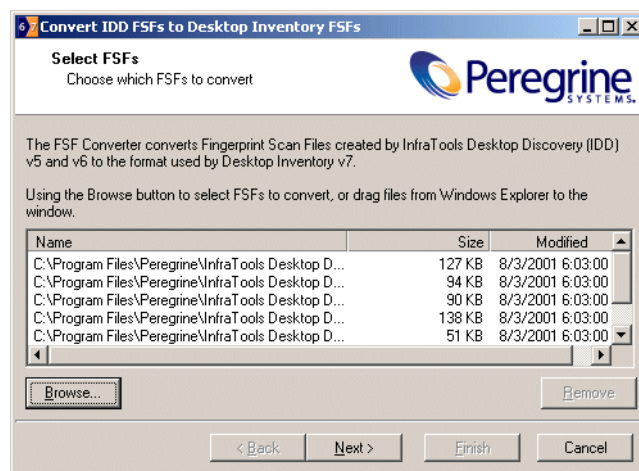 6 7 Convert IDD FSFs to Desktop Inventory FSFs
Select FSFs
Choose which FSFs to convert
Peregrine
SYSTEMS.
The FSF Converter converts Fingerprint Scan Files created by InfraTools Desktop Discovery (IDD)
v5 and v6 to the format used by Desktop Inventory v7.
Using the Browse button to select FSFs to convert, or drag files from Windows Explorer to the
window.
Name Size Modified
C:\Program Files\Peregrine\InfraTools Desktop D... 127 KB 8/3/2001 6:03:00
C:\Program Files\Peregrine\InfraTools Desktop D... 94 KB 8/3/2001 6:03:00
C:\Program Files\Peregrine\InfraTools Desktop D... 90 KB 8/3/2001 6:03:00
C:\Program Files\Peregrine\InfraTools Desktop D... 138 KB 8/3/2001 6:03:00
C:\Program Files\Peregrine\InfraTools Desktop D... 51 KB 8/3/2001 6:03:00
Browse... Remove
< Back Next > Finish Cancel